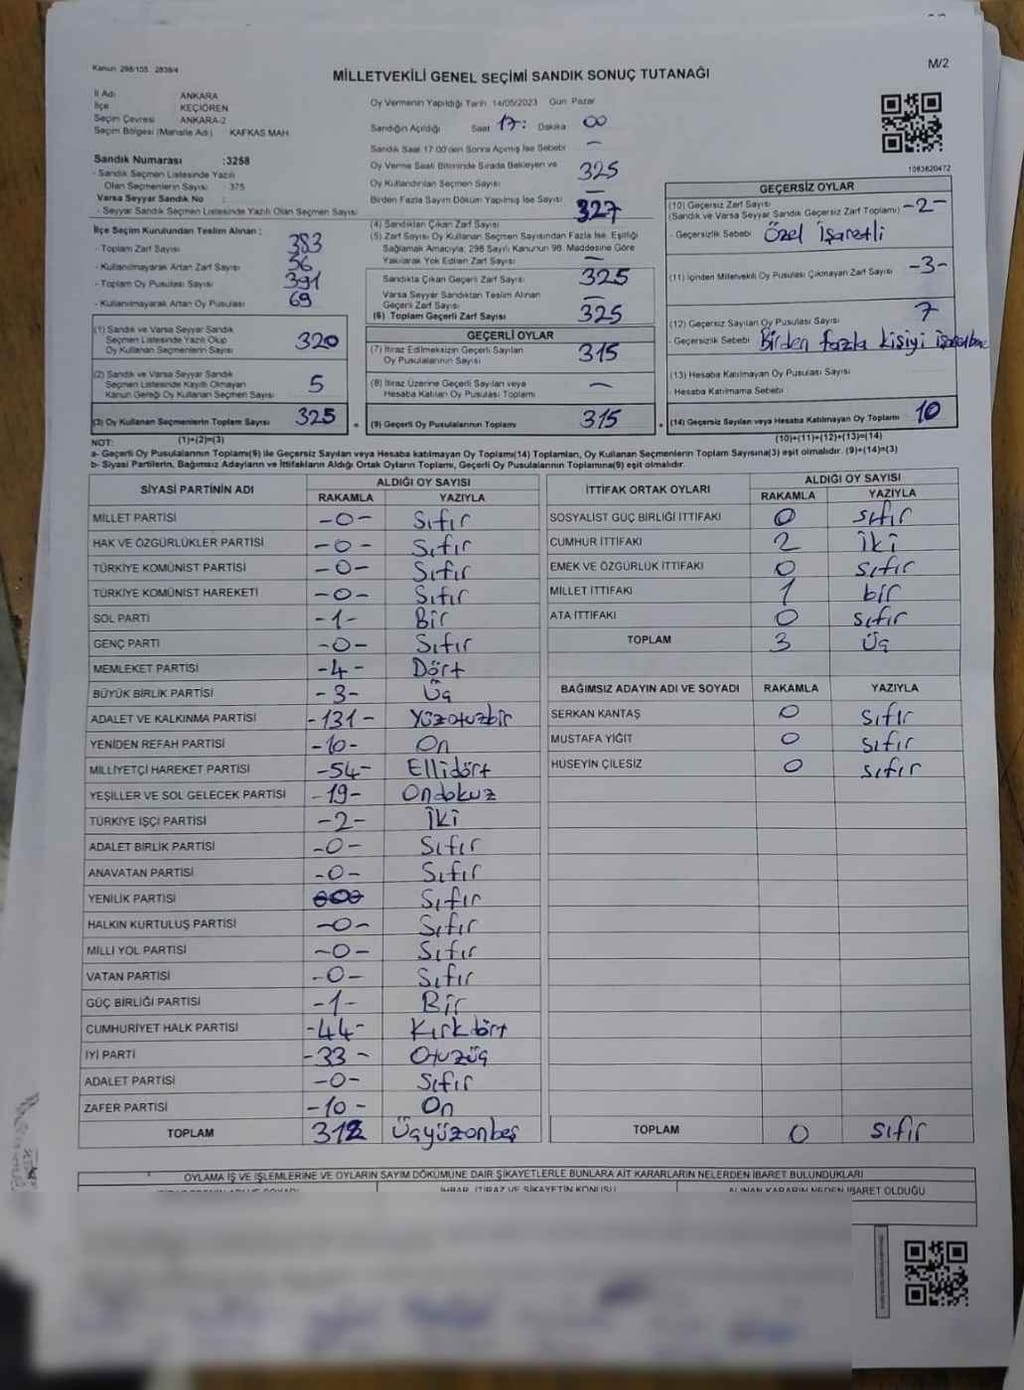 Kanun 298/155 2839/4
MİLLETVEKİLİ GENEL SEÇİMİ SANDIK SONUÇ TUTANAĞI
M/2
İl Adı ANKARA
İlçe KEÇİÖREN
Seçim Çevresi ANKARA-2
Seçim Bölgesi (Mahalle Adı) KAFKAS MAH.
Sandık Numarası :3258
- Sandık Seçmen Listesinde Yazılı
Olan Seçmenlerin Sayısı : 375
Varsa Seyyar Sandık No :
- Seyyar Sandık Seçmen Listesinde Yazılı Olan Seçmen Sayısı
İlçe Seçim Kurulundan Teslim Alınan ;
- Toplam Zarf Sayısı 383
- Kullanılmayarak Artan Zarf Sayısı
- Toplam Oy Pusulası Sayısı 391
- Kullanılmayarak Artan Oy Pusulası 69
(1) Sandık ve Varsa Seyyar Sandık
Seçmen Listesinde Yazılı Olup
Oy Kullanan Seçmenlerin Sayısı 320
(2) Sandık ve Varsa Seyyar Sandık
Seçmen Listesinde Kayıtlı Olmayan
Kanun Gereği Oy Kullanan Seçmen Sayısı 5
(3) Oy Kullanan Seçmenlerin Toplam Sayısı 325
(1)+(2)=(3)
Oy Vermenin Yapıldığı Tarih 14/05/2023 Gün Pazar
Sandığın Açıldığı Saat 17: Dakika 00
Sandık Saat 17:00'den Sonra Açılmış İse Sebebi —
Oy Verme Saati Bitiminde Sırada Bekleyen ve
Oy Kullandırılan Seçmen Sayısı 325
Birden Fazla Sayım Döküm Yapılmış İse Sayısı —
(4) Sandıktan Çıkan Zarf Sayısı 327
(5) Zarf Sayısı Oy Kullanan Seçmen Sayısından Fazla İse, Eşitliği
Sağlamak Amacıyla; 298 Sayılı Kanunun 98. Maddesine Göre
Yakılarak Yok Edilen Zarf Sayısı —
Sandıkta Çıkan Geçerli Zarf Sayısı 325
Varsa Seyyar Sandıktan Teslim Alınan
Geçerli Zarf Sayısı —
(6) Toplam Geçerli Zarf Sayısı 325
GEÇERLİ OYLAR
(7) İtiraz Edilmeksizin Geçerli Sayılan
Oy Pusulalarının Sayısı 315
(8) İtiraz Üzerine Geçerli Sayılan veya
Hesaba Katılan Oy Pusulası Toplamı —
(9) Geçerli Oy Pusulalarının Toplamı 315
1083620472
GEÇERSİZ OYLAR
(10) Geçersiz Zarf Sayısı
(Sandık ve Varsa Seyyar Sandık Geçersiz Zarf Toplamı) -2-
- Geçersizlik Sebebi Özel İşaretli
(11) İçinden Milletvekili Oy Pusulası Çıkmayan Zarf Sayısı -3-
(12) Geçersiz Sayılan Oy Pusulası Sayısı 7
- Geçersizlik Sebebi Birden fazla kişiyi
(13) Hesaba Katılmayan Oy Pusulası Sayısı
- Hesaba Katılmama Sebebi
(14) Geçersiz Sayılan veya Hesaba Katılmayan Oy Toplamı 10
(10)+(11)+(12)+(13)=(14)
NOT:
a- Geçerli Oy Pusulalarının Toplamı(9) ile Geçersiz Sayılan veya Hesaba katılmayan Oy Toplamı(14) Toplamları, Oy Kullanan Seçmenlerin Toplam Sayısına(3) eşit olmalıdır. (9)+(14)=(3)
b- Siyasi Partilerin, Bağımsız Adayların ve İttifakların Aldığı Ortak Oyların Toplamı, Geçerli Oy Pusulalarının Toplamına(9) eşit olmalıdır.
SİYASİ PARTİNİN ADI ALDIĞI OY SAYISI
RAKAMLA YAZIYLA
MİLLET PARTİSİ -0- Sıfır
HAK VE ÖZGÜRLÜKLER PARTİSİ -0- Sıfır
TÜRKİYE KOMÜNİST PARTİSİ -0- Sıfır
TÜRKİYE KOMÜNİST HAREKETİ -0- Sıfır
SOL PARTİ -1- Bir
GENÇ PARTİ -0- Sıfır
MEMLEKET PARTİSİ -4- Dört
BÜYÜK BİRLİK PARTİSİ -3- Üç
ADALET VE KALKINMA PARTİSİ -131- Yüzotuzbir
YENİDEN REFAH PARTİSİ -10- On
MİLLİYETÇİ HAREKET PARTİSİ -54- Ellidört
YEŞİLLER VE SOL GELECEK PARTİSİ -19- Ondokuz
TÜRKİYE İŞÇİ PARTİSİ -2- İki
ADALET BİRLİK PARTİSİ -0- Sıfır
ANAVATAN PARTİSİ -0- Sıfır
YENİLİK PARTİSİ 000 Sıfır
HALKIN KURTULUŞ PARTİSİ -0- Sıfır
MİLLİ YOL PARTİSİ -0- Sıfır
VATAN PARTİSİ -0- Sıfır
GÜÇ BİRLİĞİ PARTİSİ -1- Bir
CUMHURİYET HALK PARTİSİ -44- Kırkdört
İYİ PARTİ -33- Otuzüç
ADALET PARTİSİ -0- Sıfır
ZAFER PARTİSİ -10- On
TOPLAM 312 Üçyüzonbeş
İTTİFAK ORTAK OYLARI ALDIĞI OY SAYISI
RAKAMLA YAZIYLA
SOSYALİST GÜÇ BİRLİĞİ İTTİFAKI 0 sıfır
CUMHUR İTTİFAKI 2 iki
EMEK VE ÖZGÜRLÜK İTTİFAKI 0 sıfır
MİLLET İTTİFAKI 1 bir
ATA İTTİFAKI 0 sıfır
TOPLAM 3 Üç
BAĞIMSIZ ADAYIN ADI VE SOYADI RAKAMLA YAZIYLA
SERKAN KANTAŞ 0 sıfır
MUSTAFA YİĞİT 0 sıfır
HÜSEYİN ÇİLESİZ 0 sıfır
TOPLAM 0 sıfır
OYLAMA İŞ VE İŞLEMLERİNE VE OYLARIN SAYIM DÖKÜMÜNE DAİR ŞİKAYETLERLE BUNLARA AİT KARARLARIN NELERDEN İBARET BULUNDUKLARI
İHBAR, İTİRAZ VE ŞİKAYETİN KONUSU
ALINAN KARARIN NEDEN İBARET OLDUĞU